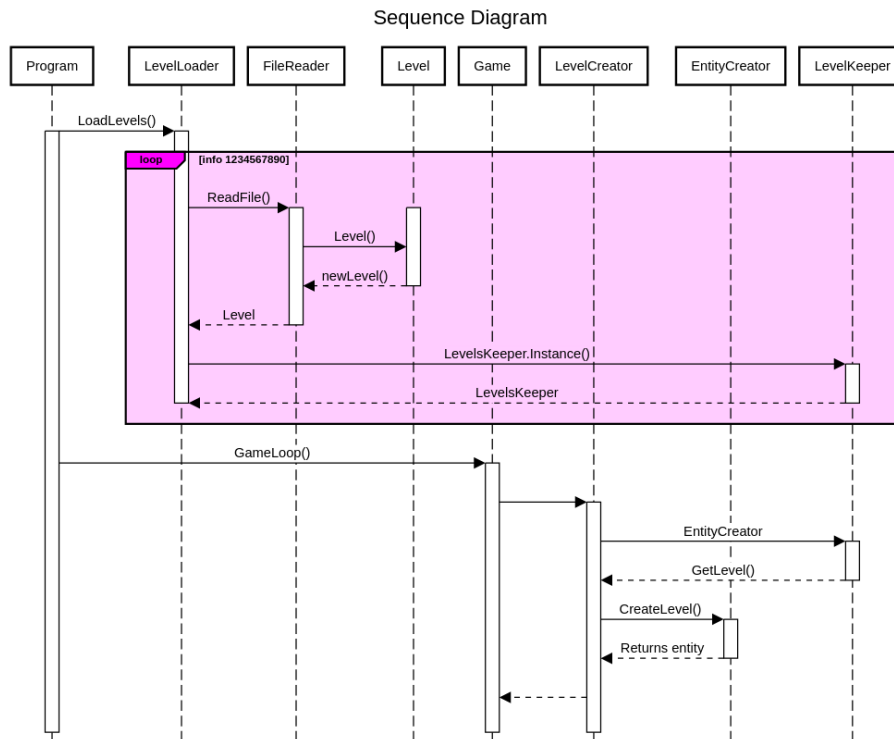 Sequence Diagram
Program
LevelLoader
FileReader
Level
Game
LevelCreator
EntityCreator
LevelKeeper
LoadLevels()
loop
[info 1234567890]
ReadFile()
Level()
newLevel()
Level
LevelsKeeper.Instance()
LevelsKeeper
GameLoop()
EntityCreator
GetLevel()
CreateLevel()
Returns entity